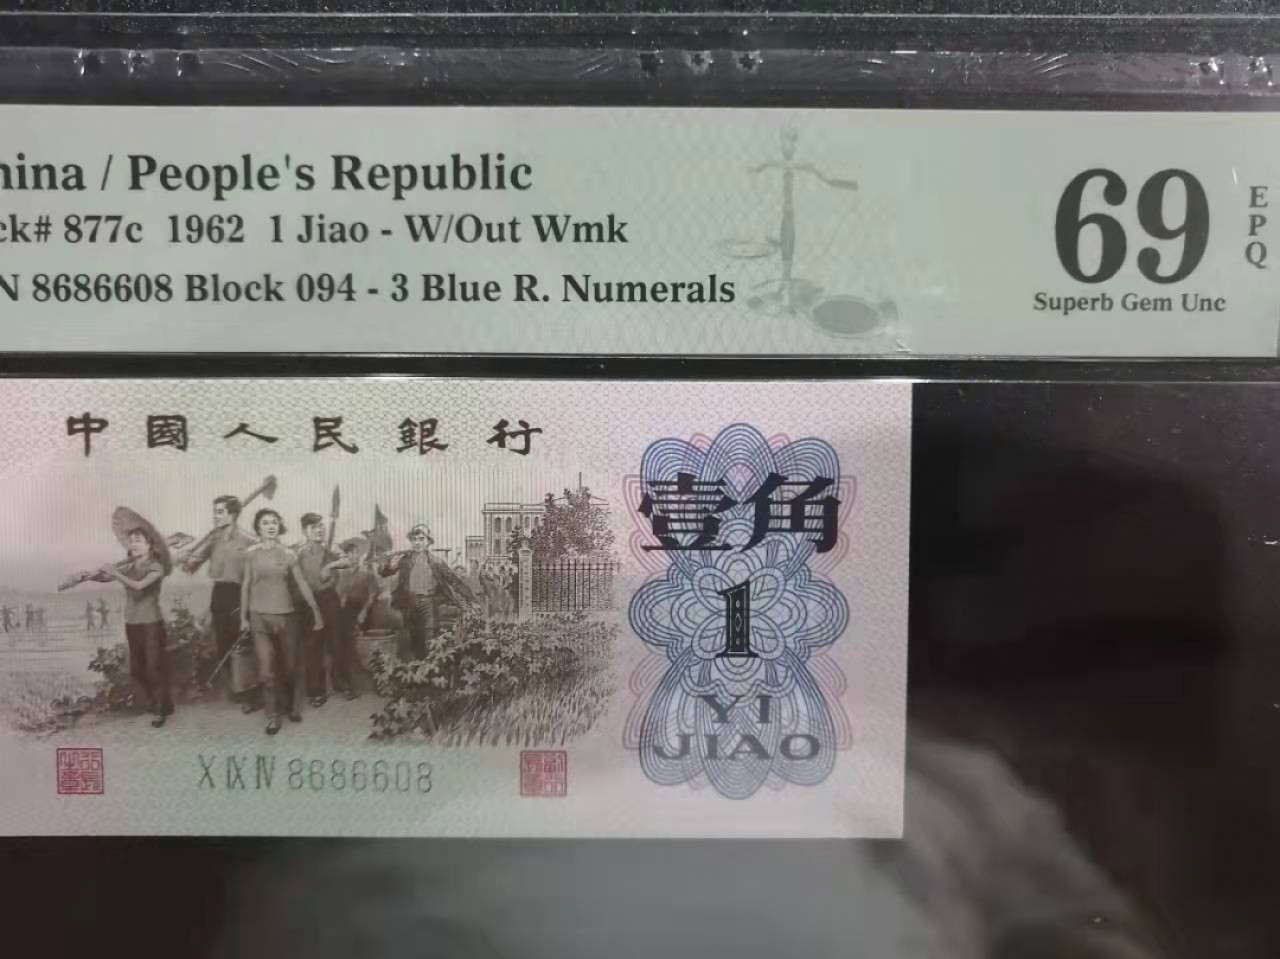 hina / People's Republic
ck# 877c 1962 1 Jiao - W/Out Wmk
N 8686608 Block 094 - 3 Blue R. Numerals
69
EPQ
Superb Gem Unc
中國人民銀行
壹角
1
YI
JIAO
X IX IV 8686608